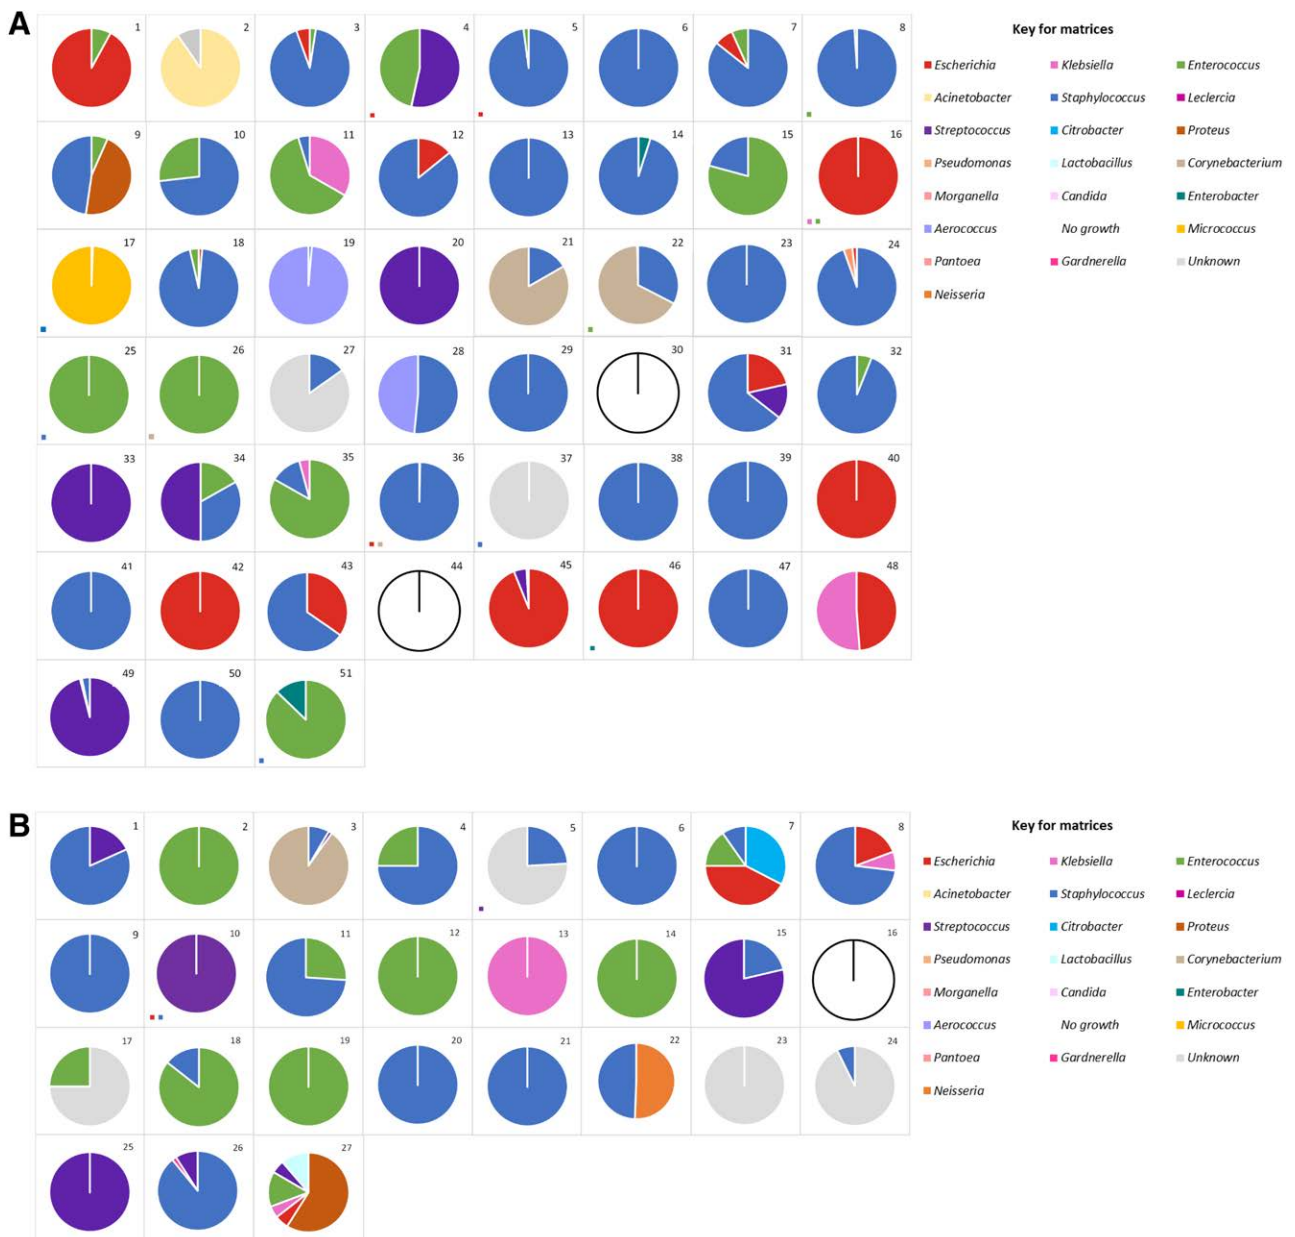 A
1 2 3 4 5 6 7 8
9 10 11 12 13 14 15 16
17 18 19 20 21 22 23 24
25 26 27 28 29 30 31 32
33 34 35 36 37 38 39 40
41 42 43 44 45 46 47 48
49 50 51
Key for matrices
Escherichia Klebsiella Enterococcus
Acinetobacter Staphylococcus Leclercia
Streptococcus Citrobacter Proteus
Pseudomonas Lactobacillus Corynebacterium
Morganella Candida Enterobacter
Aerococcus No growth Micrococcus
Pantoea Gardnerella Unknown
Neisseria
B
1 2 3 4 5 6 7 8
9 10 11 12 13 14 15 16
17 18 19 20 21 22 23 24
25 26 27
Key for matrices
Escherichia Klebsiella Enterococcus
Acinetobacter Staphylococcus Leclercia
Streptococcus Citrobacter Proteus
Pseudomonas Lactobacillus Corynebacterium
Morganella Candida Enterobacter
Aerococcus No growth Micrococcus
Pantoea Gardnerella Unknown
Neisseria